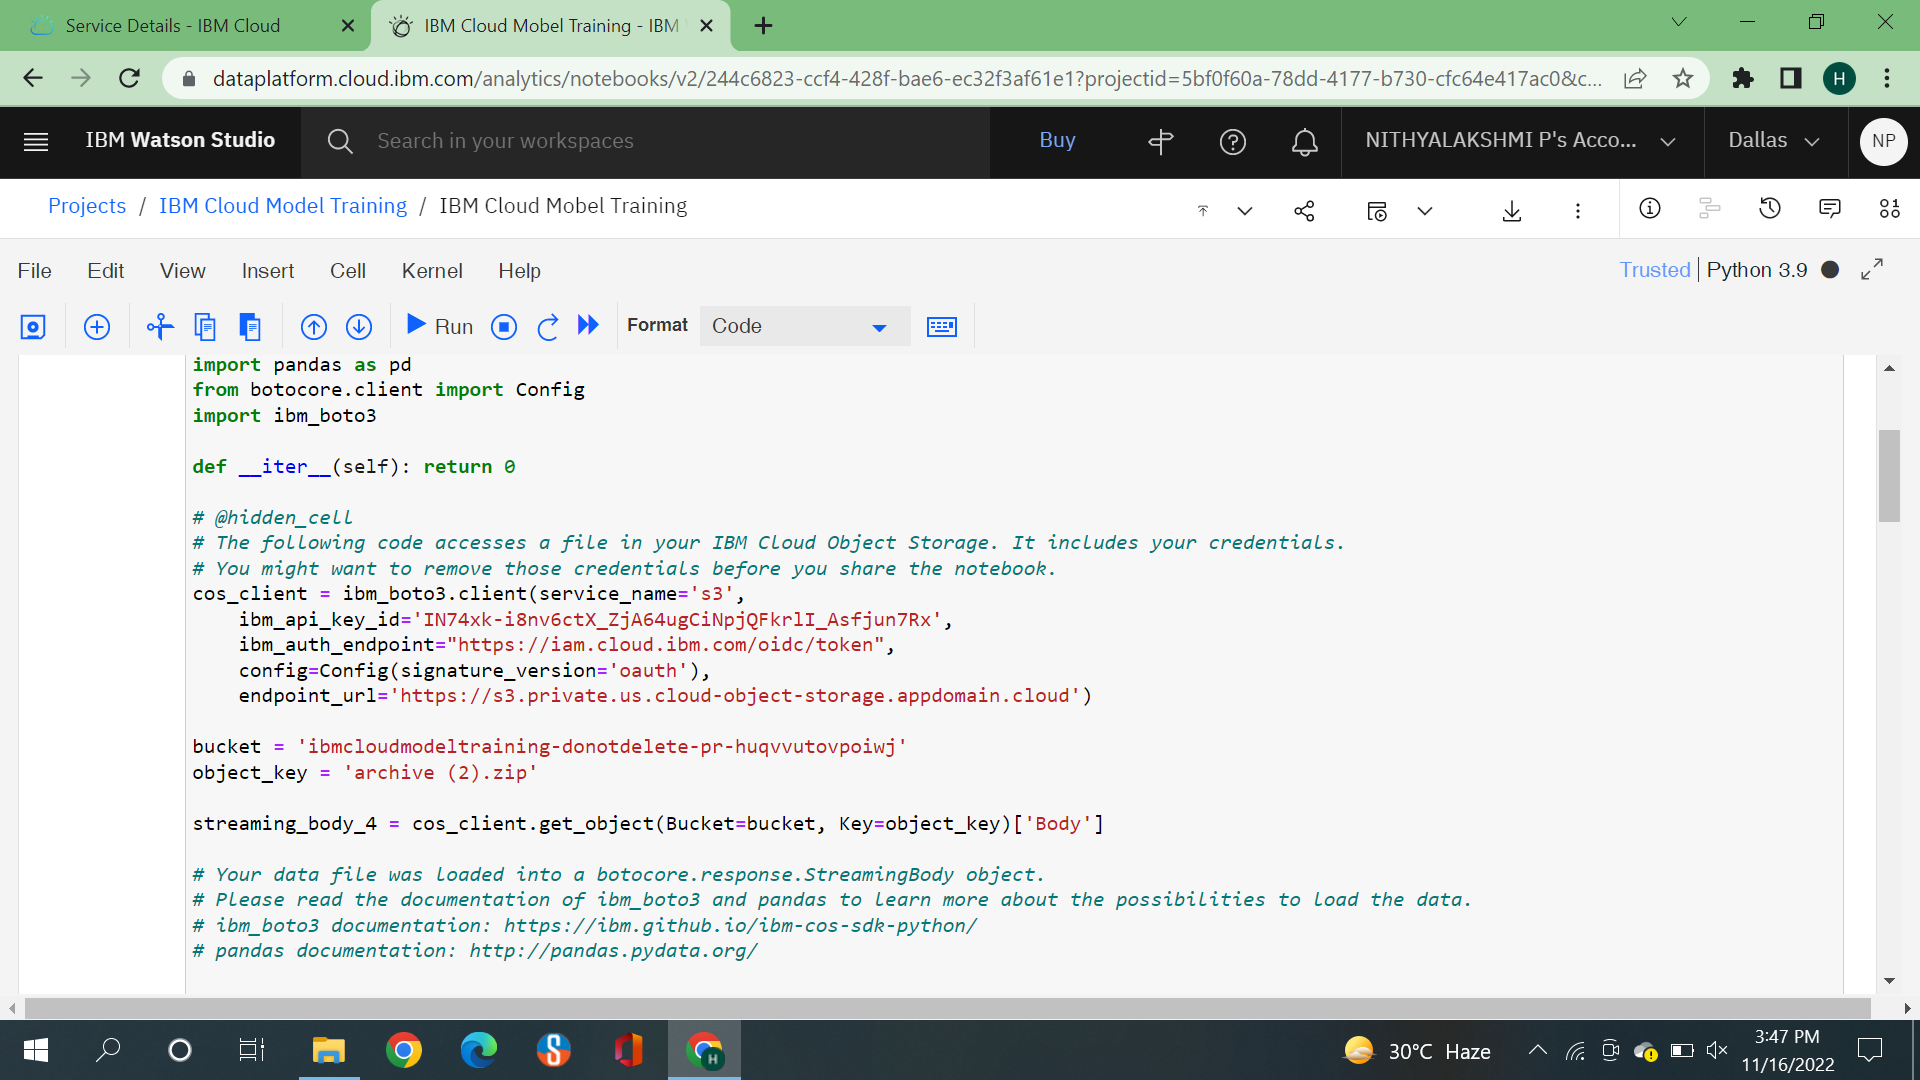 Service Details - IBM Cloud
IBM Cloud Mobel Training - IBM
dataplatform.cloud.ibm.com/analytics/notebooks/v2/244c6823-ccf4-428f-bae6-ec32f3af61e1?projectid=5bf0f60a-78dd-4177-b730-cfc64e417ac0&c...
H
IBM Watson Studio
Search in your workspaces
Buy
NITHYALAKSHMI P's Acco...
Dallas
NP
Projects / IBM Cloud Model Training / IBM Cloud Mobel Training
File Edit View Insert Cell Kernel Help
Trusted Python 3.9
Run
Format
Code
import pandas as pd
from botocore.client import Config
import ibm_boto3
def __iter__(self): return 0
# @hidden_cell
# The following code accesses a file in your IBM Cloud Object Storage. It includes your credentials.
# You might want to remove those credentials before you share the notebook.
cos_client = ibm_boto3.client(service_name='s3',
ibm_api_key_id='IN74xk-i8nv6ctX_ZjA64ugCiNpjQFkrlI_Asfjun7Rx',
ibm_auth_endpoint="https://iam.cloud.ibm.com/oidc/token",
config=Config(signature_version='oauth'),
endpoint_url='https://s3.private.us.cloud-object-storage.appdomain.cloud')
bucket = 'ibmcloudmodeltraining-donotdelete-pr-huqvvutovpoiwj'
object_key = 'archive (2).zip'
streaming_body_4 = cos_client.get_object(Bucket=bucket, Key=object_key)['Body']
# Your data file was loaded into a botocore.response.StreamingBody object.
# Please read the documentation of ibm_boto3 and pandas to learn more about the possibilities to load the data.
# ibm_boto3 documentation: https://ibm.github.io/ibm-cos-sdk-python/
# pandas documentation: http://pandas.pydata.org/
30°C Haze
3:47 PM
11/16/2022